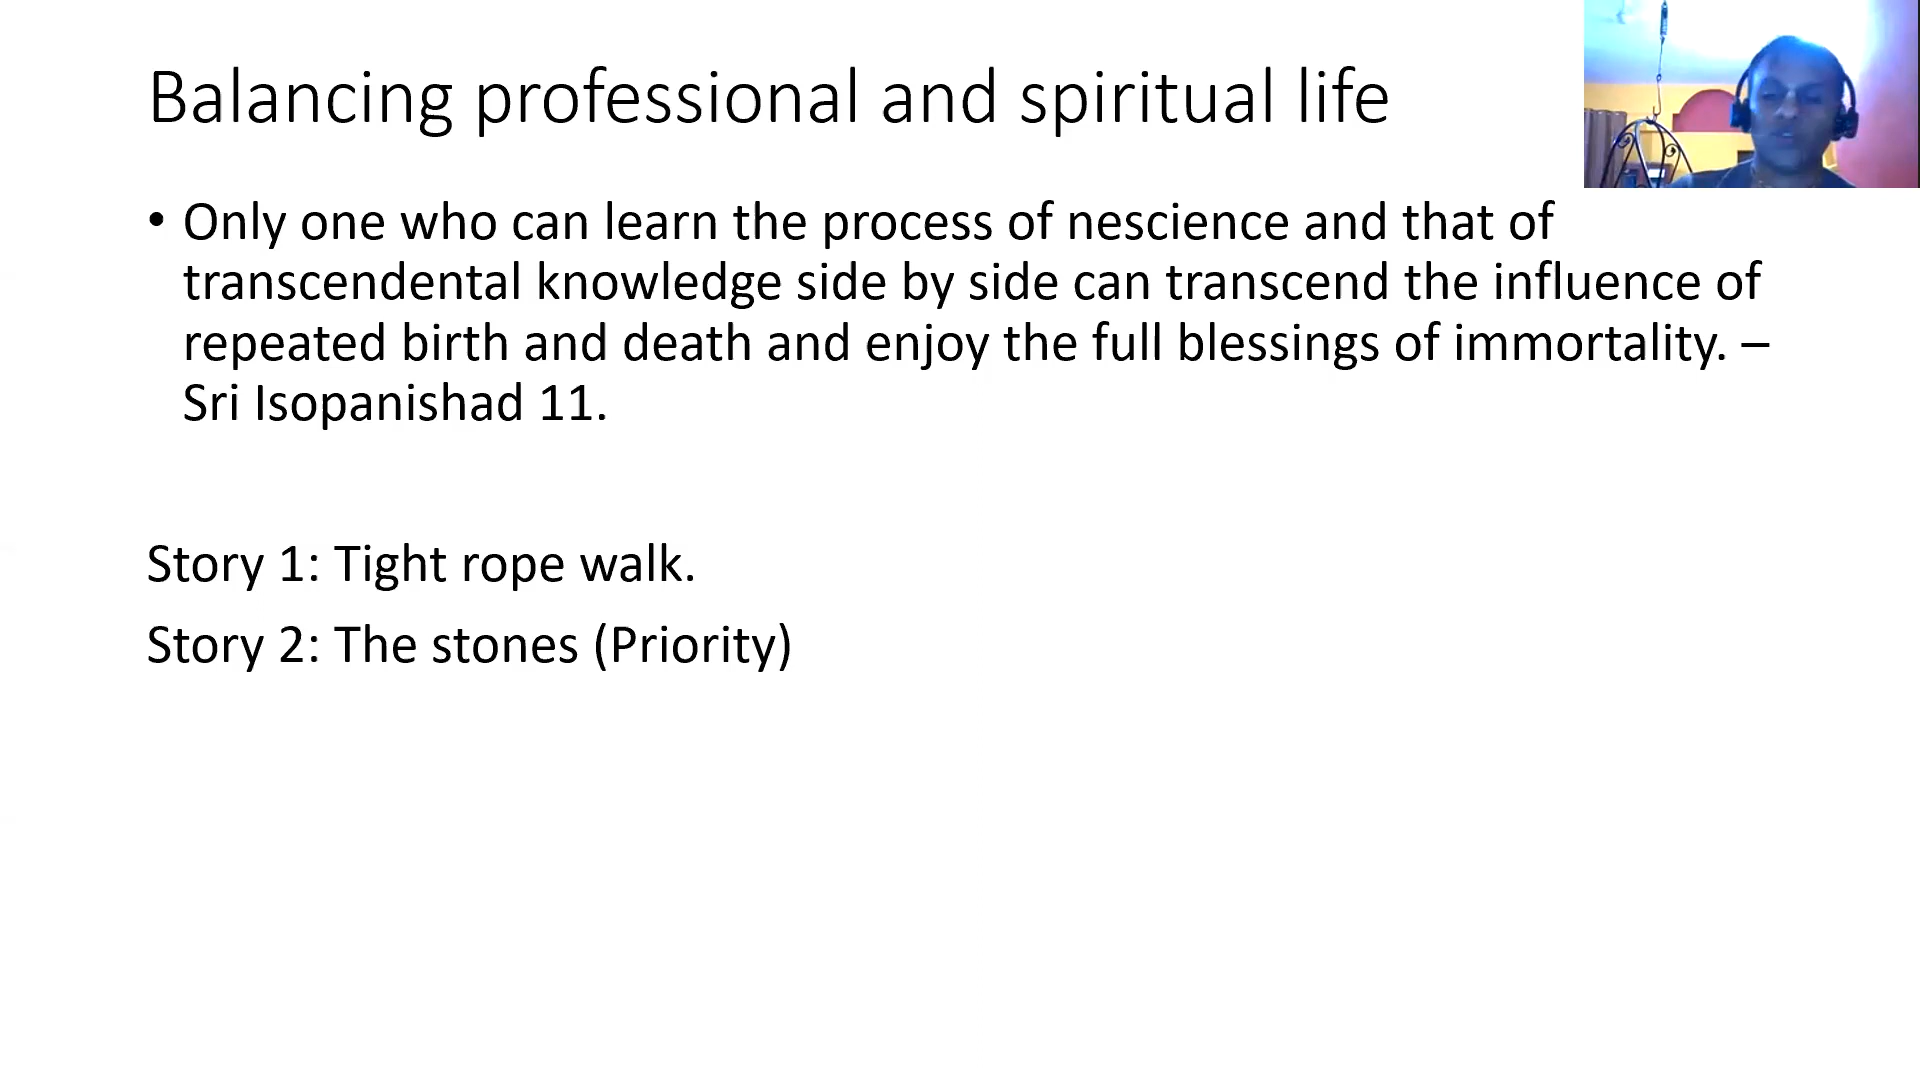 Balancing professional and spiritual life
• Only one who can learn the process of nescience and that of
transcendental knowledge side by side can transcend the influence of
repeated birth and death and enjoy the full blessings of immortality. –
Sri Isopanishad 11.
Story 1: Tight rope walk.
Story 2: The stones (Priority)